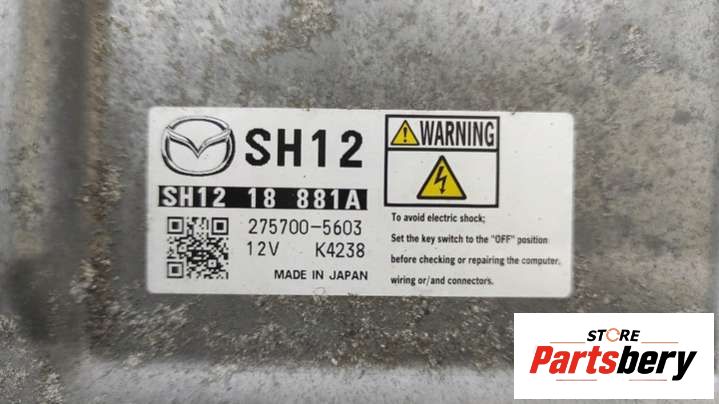 SH12
SH12 18 881A
275700-5603
12V K4238
MADE IN JAPAN
WARNING
To avoid electric shock;
Set the key switch to the "OFF" position
before checking or repairing the computer,
wiring or/and connectors.
STORE
Partsbery